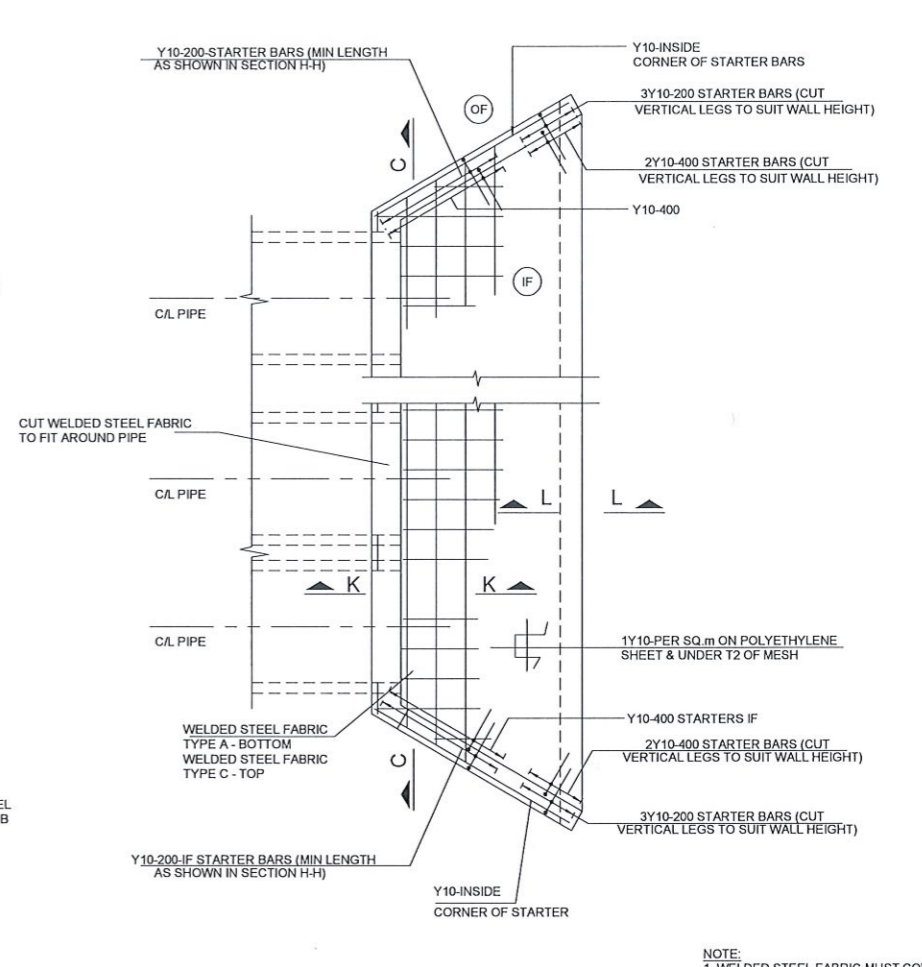 Y10-200-STARTER BARS (MIN LENGTH
AS SHOWN IN SECTION H-H)
Y10-INSIDE
CORNER OF STARTER BARS
OF
3Y10-200 STARTER BARS (CUT
VERTICAL LEGS TO SUIT WALL HEIGHT)
C
2Y10-400 STARTER BARS (CUT
VERTICAL LEGS TO SUIT WALL HEIGHT)
Y10-400
IF
C/L PIPE
CUT WELDED STEEL FABRIC
TO FIT AROUND PIPE
C/L PIPE
L L
K K
C/L PIPE
1Y10-PER SQ.m ON POLYETHYLENE
SHEET & UNDER T2 OF MESH
WELDED STEEL FABRIC
TYPE A - BOTTOM
WELDED STEEL FABRIC
TYPE C - TOP
Y10-400 STARTERS IF
2Y10-400 STARTER BARS (CUT
VERTICAL LEGS TO SUIT WALL HEIGHT)
C
EL
B
3Y10-200 STARTER BARS (CUT
VERTICAL LEGS TO SUIT WALL HEIGHT)
Y10-200-IF STARTER BARS (MIN LENGTH
AS SHOWN IN SECTION H-H)
Y10-INSIDE
CORNER OF STARTER
NOTE:
1. WELDED STEEL FABRIC MUST